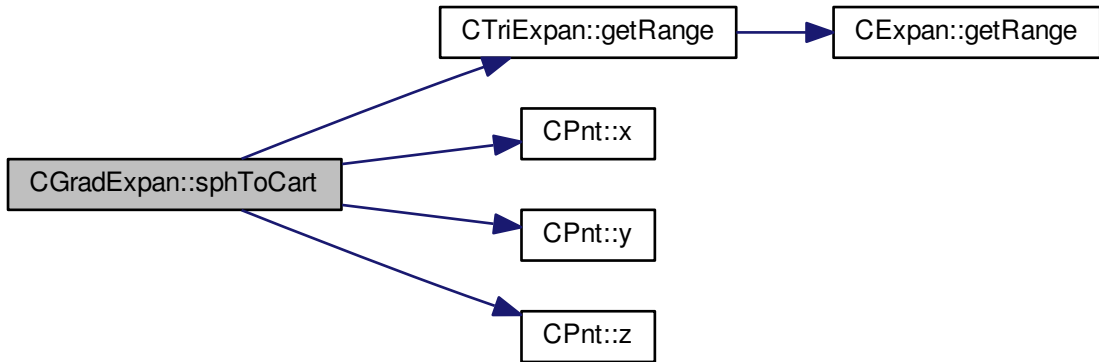 CTriExpan::getRange
CExpan::getRange
CPnt::x
CGradExpan::sphToCart
CPnt::y
CPnt::z